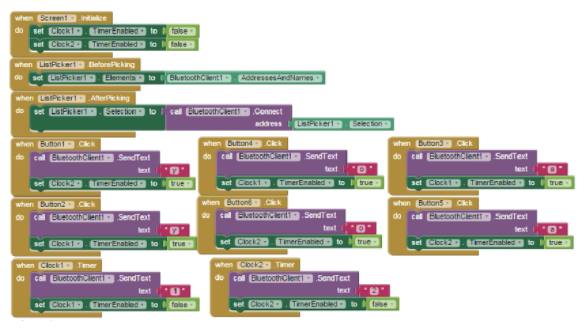 when Screen1 .Initialize
do set Clock1 . TimerEnabled to false
set Clock2 . TimerEnabled to false
when ListPicker1 .BeforePicking
do set ListPicker1 . Elements to BluetoothClient1 . AddressesAndNames
when ListPicker1 .AfterPicking
do set ListPicker1 . Selection to call BluetoothClient1 .Connect
address ListPicker1 . Selection
when Button1 .Click
do call BluetoothClient1 .SendText
text " y "
set Clock2 . TimerEnabled to true
when Button4 .Click
do call BluetoothClient1 .SendText
text " o "
set Clock1 . TimerEnabled to true
when Button3 .Click
do call BluetoothClient1 .SendText
text " a "
set Clock1 . TimerEnabled to true
when Button2 .Click
do call BluetoothClient1 .SendText
text " y "
set Clock1 . TimerEnabled to true
when Button6 .Click
do call BluetoothClient1 .SendText
text " o "
set Clock2 . TimerEnabled to true
when Button5 .Click
do call BluetoothClient1 .SendText
text " a "
set Clock2 . TimerEnabled to true
when Clock1 .Timer
do call BluetoothClient1 .SendText
text " 1 "
set Clock1 . TimerEnabled to false
when Clock2 .Timer
do call BluetoothClient1 .SendText
text " 2 "
set Clock2 . TimerEnabled to false